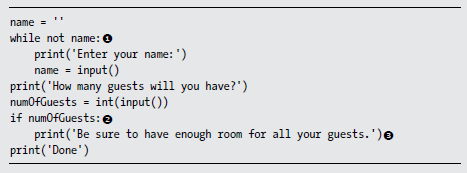 name = ''
while not name:❶
    print('Enter your name:')
    name = input()
print('How many guests will you have?')
numOfGuests = int(input())
if numOfGuests:❷
    print('Be sure to have enough room for all your guests.')❸
print('Done')